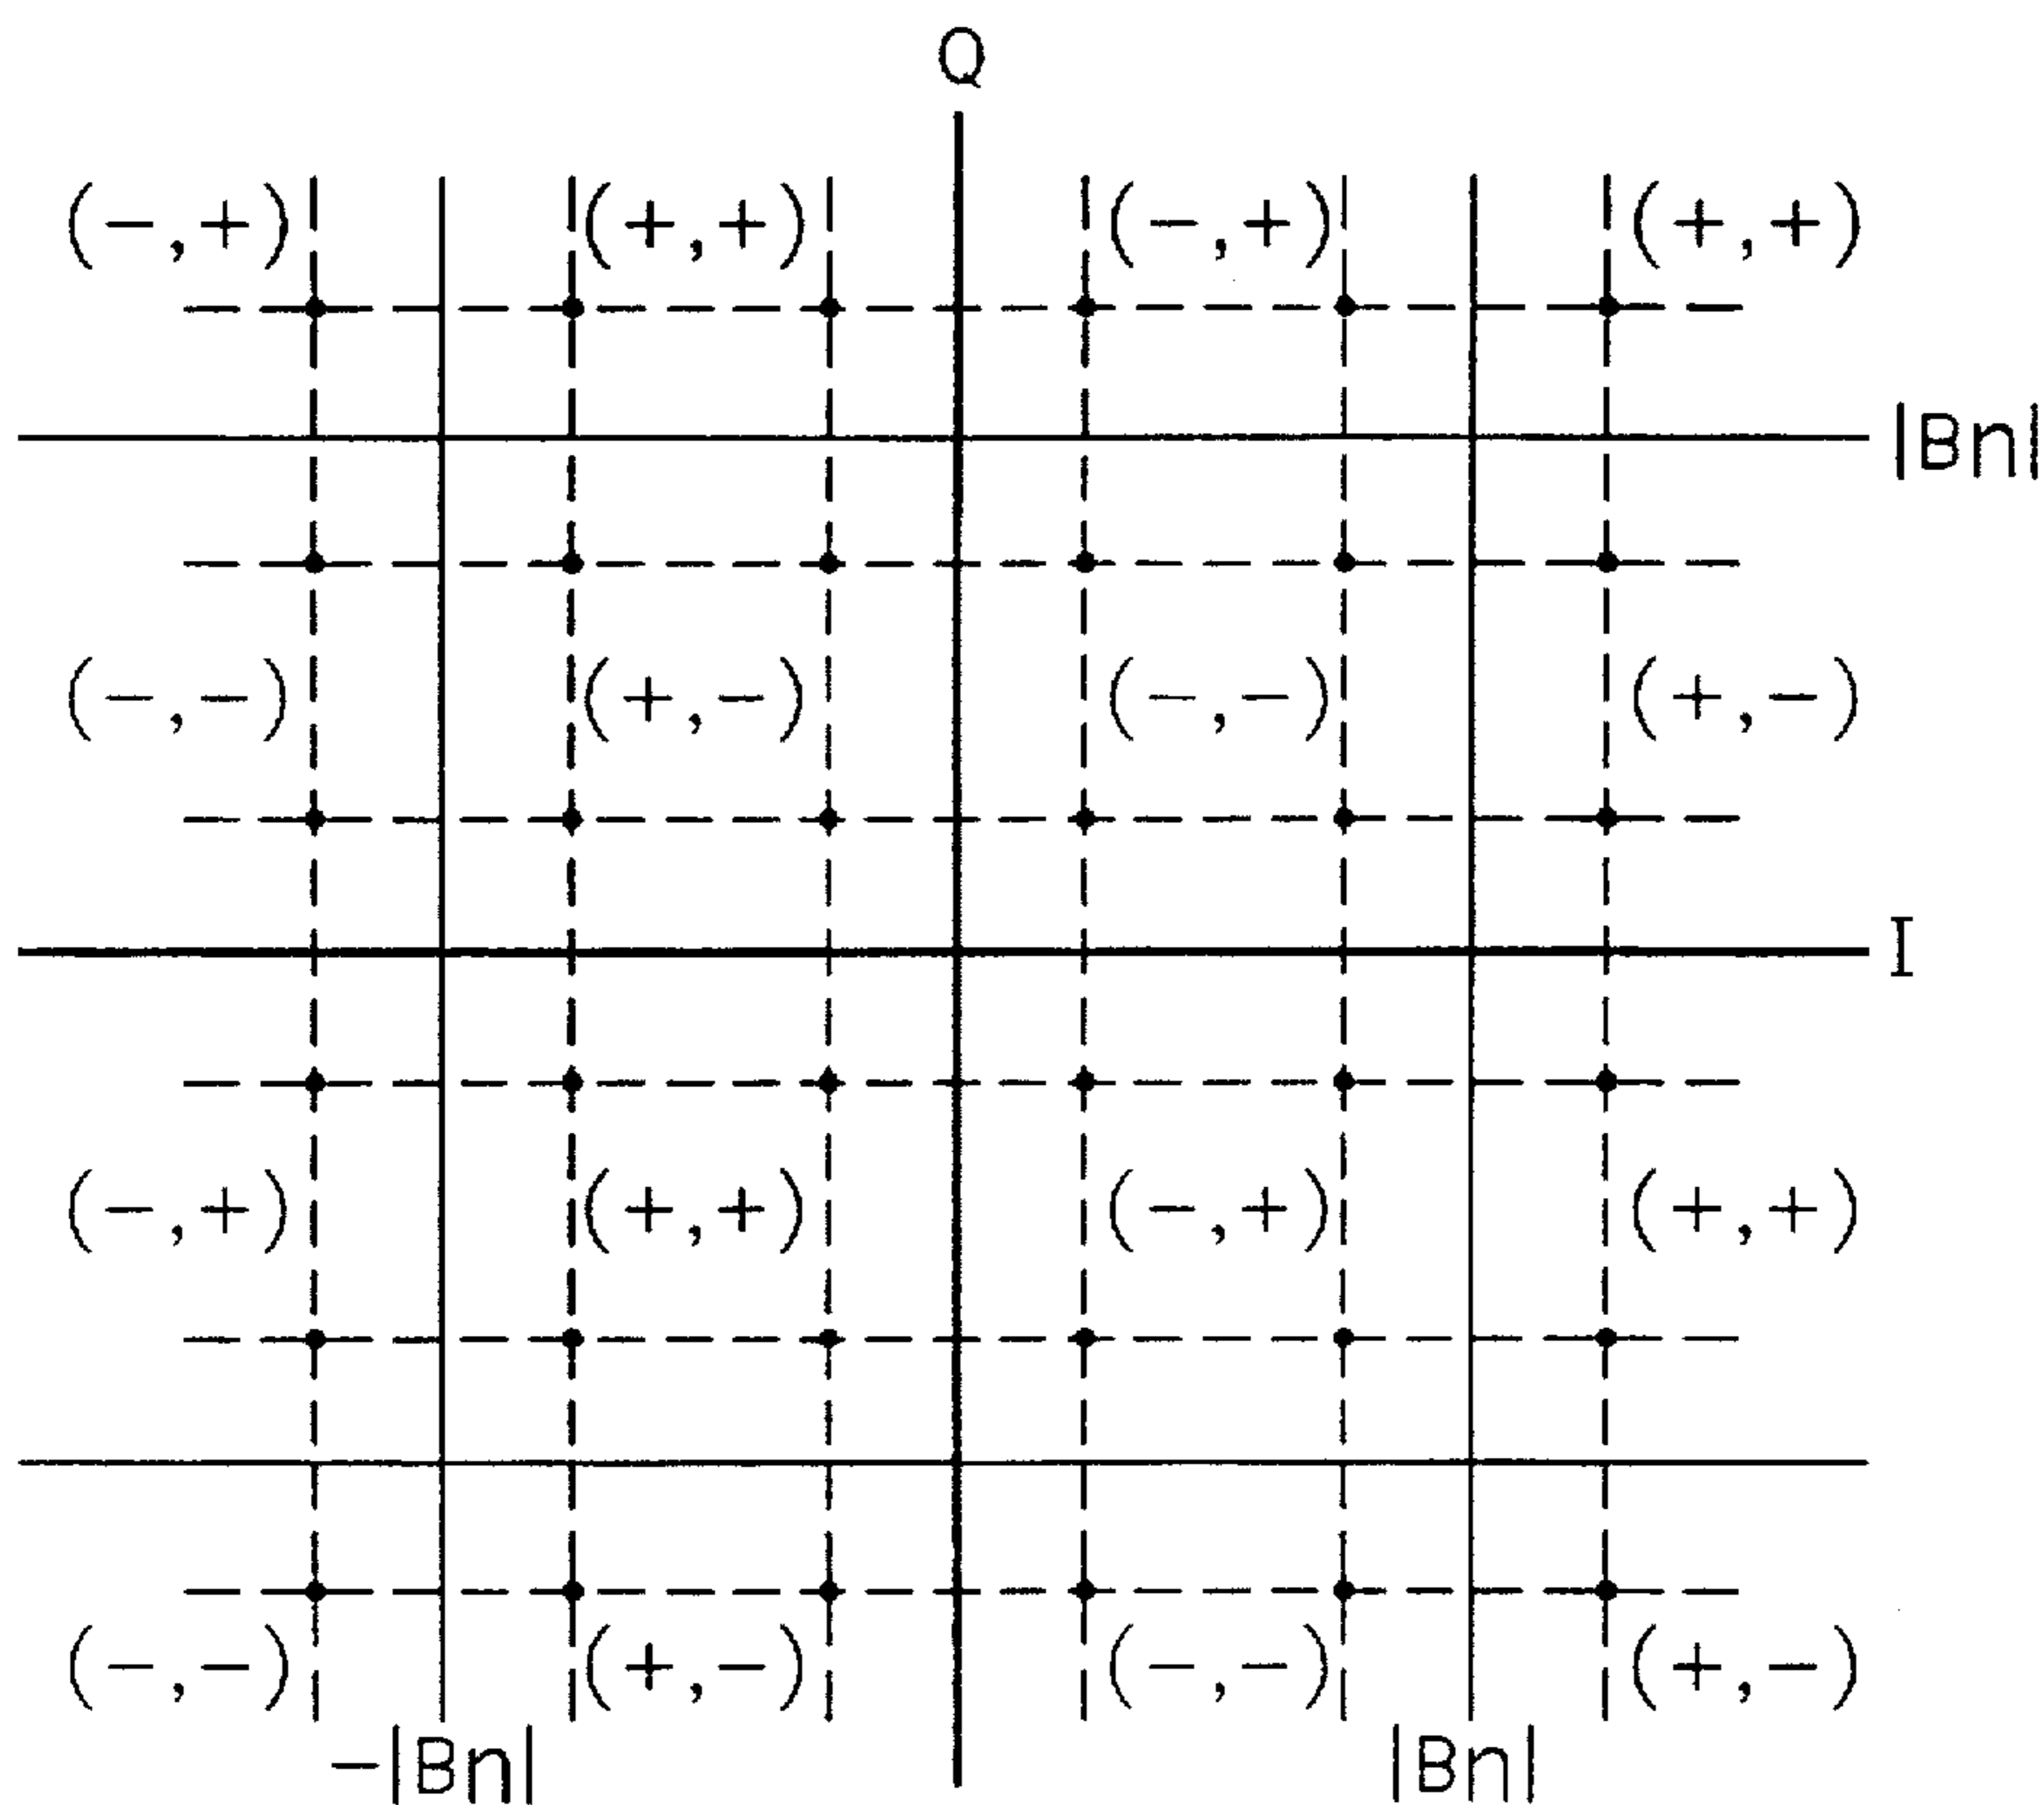 Q
(-,+) (+,+) (-,+) (+,+)
|Bn|
(-,-) (+,-) (-,-) (+,-)
I
(-,+) (+,+) (-,+) (+,+)
(-,-) (+,-) (-,-) (+,-)
-|Bn| |Bn|